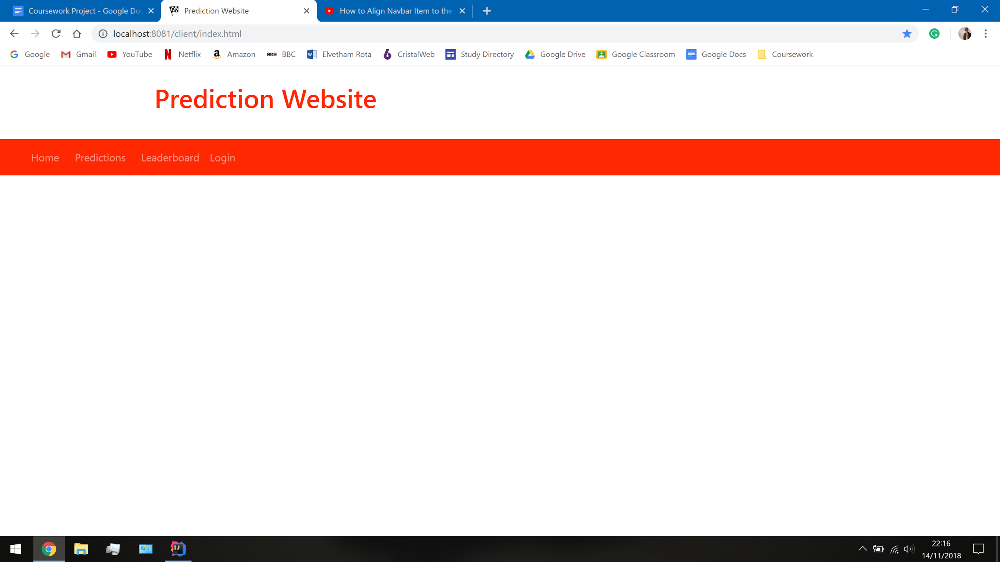 Coursework Project - Google Do
Prediction Website
How to Align Navbar Item to the
localhost:8081/client/index.html
Google Gmail YouTube Netflix Amazon BBC BBC Elvetham Rota CristalWeb Study Directory Google Drive Google Classroom Google Docs Coursework
Prediction Website
Home Predictions Leaderboard Login
22:16
14/11/2018